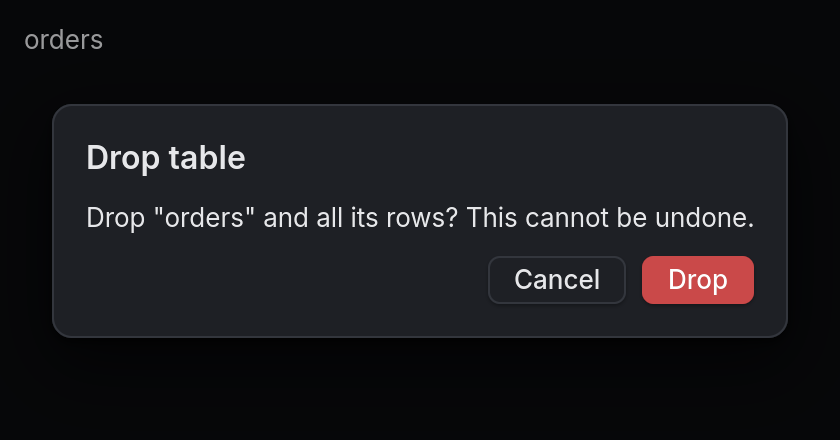 orders
Drop table
Drop "orders" and all its rows? This cannot be undone.
Cancel
Drop